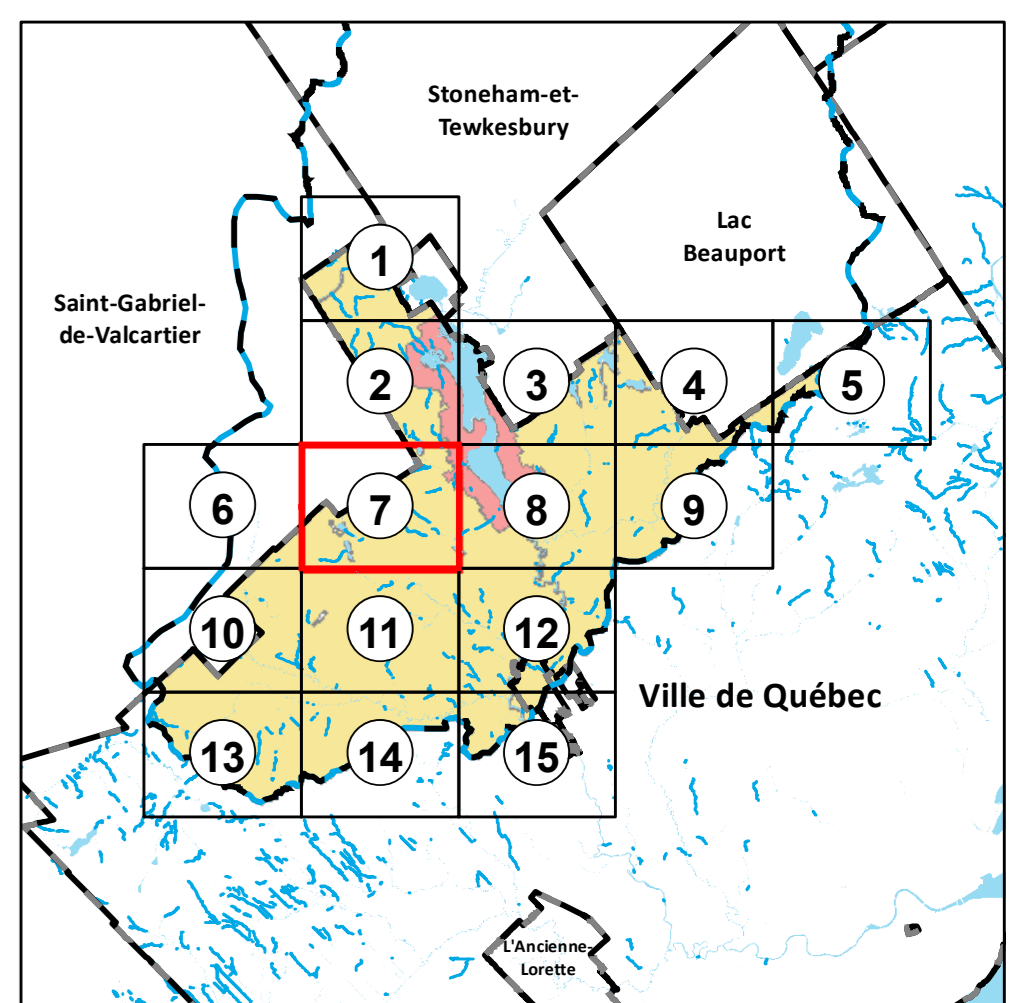 Stoneham-et-
Tewkesbury
Lac
Beauport
Saint-Gabriel-
de-Valcartier
1
2
3
4
5
6
7
8
9
10
11
12
Ville de Québec
13
14
15
L'Ancienne-
Lorette